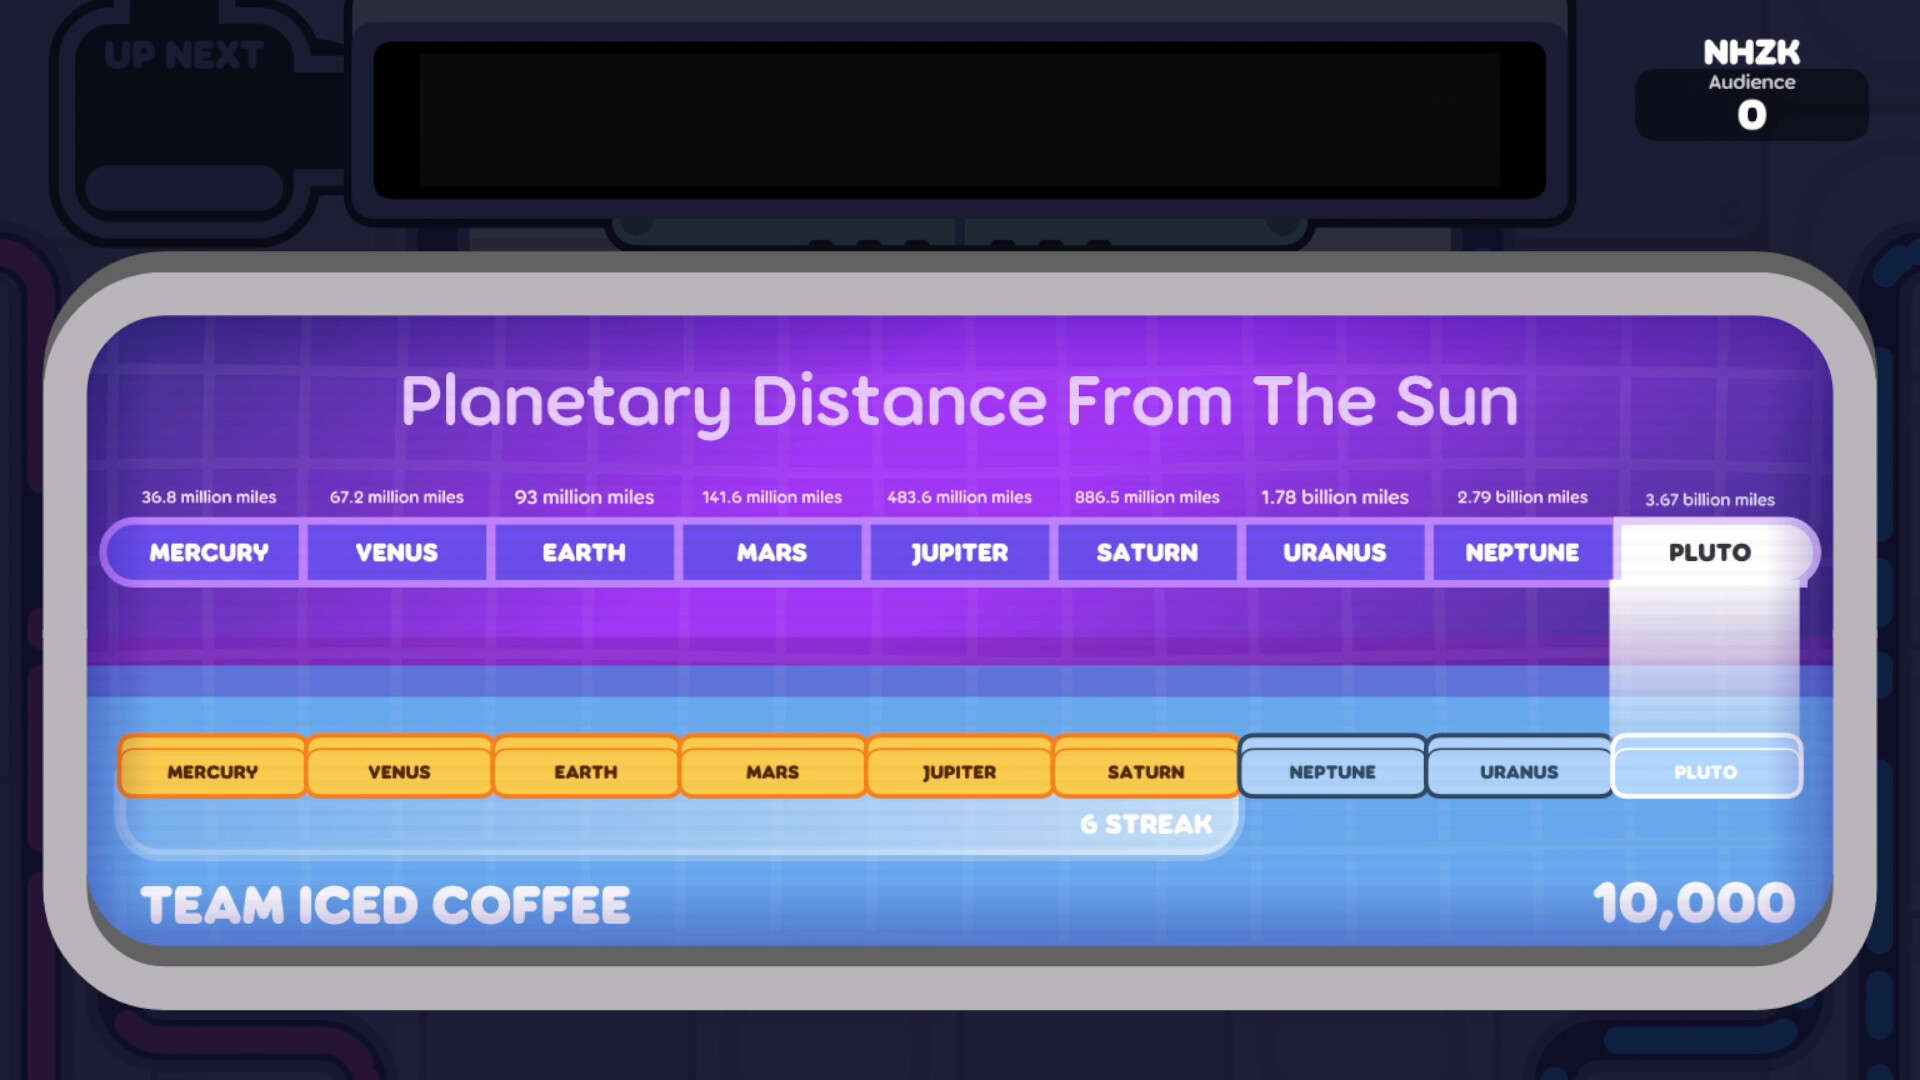 UP NEXT
NHZK
Audience
0
Planetary Distance From The Sun
36.8 million miles 67.2 million miles 93 million miles 141.6 million miles 483.6 million miles 886.5 million miles 1.78 billion miles 2.79 billion miles 3.67 billion miles
MERCURY VENUS EARTH MARS JUPITER SATURN URANUS NEPTUNE PLUTO
MERCURY VENUS EARTH MARS JUPITER SATURN NEPTUNE URANUS PLUTO
6 STREAK
TEAM ICED COFFEE 10,000